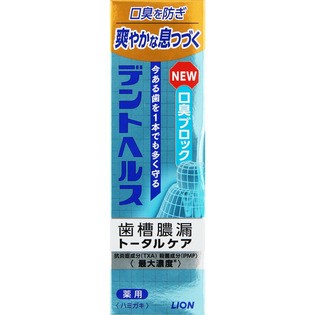 口臭を防ぎ
爽やかな息つづく
デントヘルス
今ある歯を1本でも多く守る
NEW
口臭ブロック
歯槽膿漏
トータルケア
抗炎症成分(TXA) 殺菌成分(IPMP)
〈最大濃度*〉
薬用
〈ハミガキ〉
LION